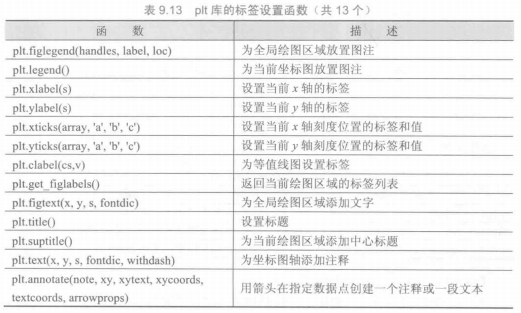 表 9.13 plt 库的标签设置函数（共 13 个）
函 数 描 述
plt.figlegend(handles, label, loc) 为全局绘图区域放置图注
plt.legend() 为当前坐标图放置图注
plt.xlabel(s) 设置当前 x 轴的标签
plt.ylabel(s) 设置当前 y 轴的标签
plt.xticks(array, 'a', 'b', 'c') 设置当前 x 轴刻度位置的标签和值
plt.yticks(array, 'a', 'b', 'c') 设置当前 y 轴刻度位置的标签和值
plt.clabel(cs,v) 为等值线图设置标签
plt.get_figlabels() 返回当前绘图区域的标签列表
plt.figtext(x, y, s, fontdic) 为全局绘图区域添加文字
plt.title() 设置标题
plt.suptitle() 为当前绘图区域添加中心标题
plt.text(x, y, s, fontdic, withdash) 为坐标图轴添加注释
plt.annotate(note, xy, xytext, xycoords,
textcoords, arrowprops) 用箭头在指定数据点创建一个注释或一段文本